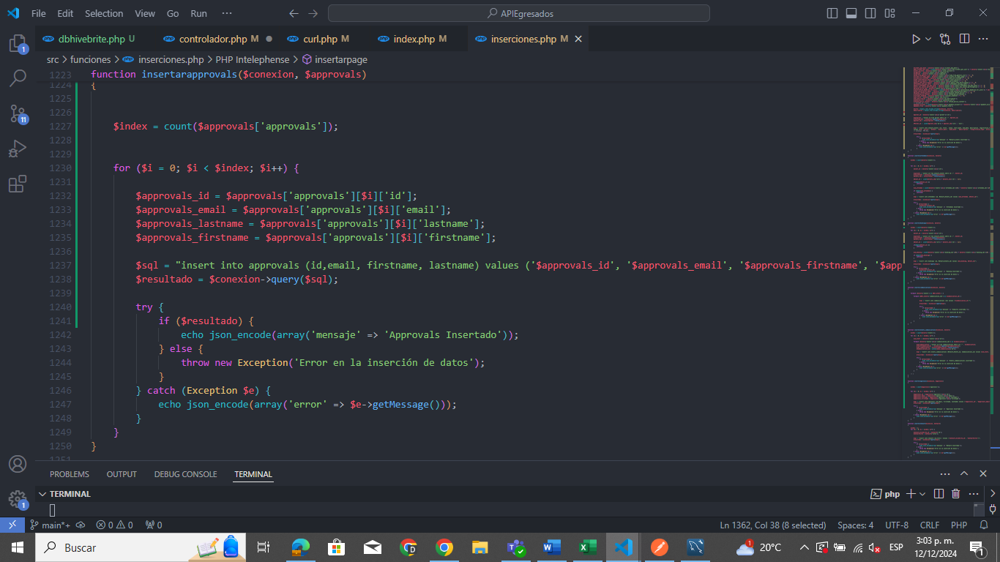 File Edit Selection View Go Run ··· APIEgresados
dbhivebrite.php U controlador.php M curl.php M index.php M inserciones.php M
src > funciones > inserciones.php > PHP Intelephense > insertarpage
1223 function insertarapprovals($conexion, $approvals)
1224 {
1225
1226
1227 $index = count($approvals['approvals']);
1228
1229
1230 for ($i = 0; $i < $index; $i++) {
1231
1232 $approvals_id = $approvals['approvals'][$i]['id'];
1233 $approvals_email = $approvals['approvals'][$i]['email'];
1234 $approvals_lastname = $approvals['approvals'][$i]['lastname'];
1235 $approvals_firstname = $approvals['approvals'][$i]['firstname'];
1236
1237 $sql = "insert into approvals (id,email, firstname, lastname) values ('$approvals_id', '$approvals_email', '$approvals_firstname', '$app
1238 $resultado = $conexion->query($sql);
1239
1240 try {
1241 if ($resultado) {
1242 echo json_encode(array('mensaje' => 'Approvals Insertado'));
1243 } else {
1244 throw new Exception('Error en la inserción de datos');
1245 }
1246 } catch (Exception $e) {
1247 echo json_encode(array('error' => $e->getMessage()));
1248 }
1249 }
1250 }
1251
PROBLEMS OUTPUT DEBUG CONSOLE TERMINAL
TERMINAL php
main*+ 0 0 0 Ln 1362, Col 38 (8 selected) Spaces: 4 UTF-8 CRLF PHP
Buscar 20°C ESP 3:03 p. m.
12/12/2024